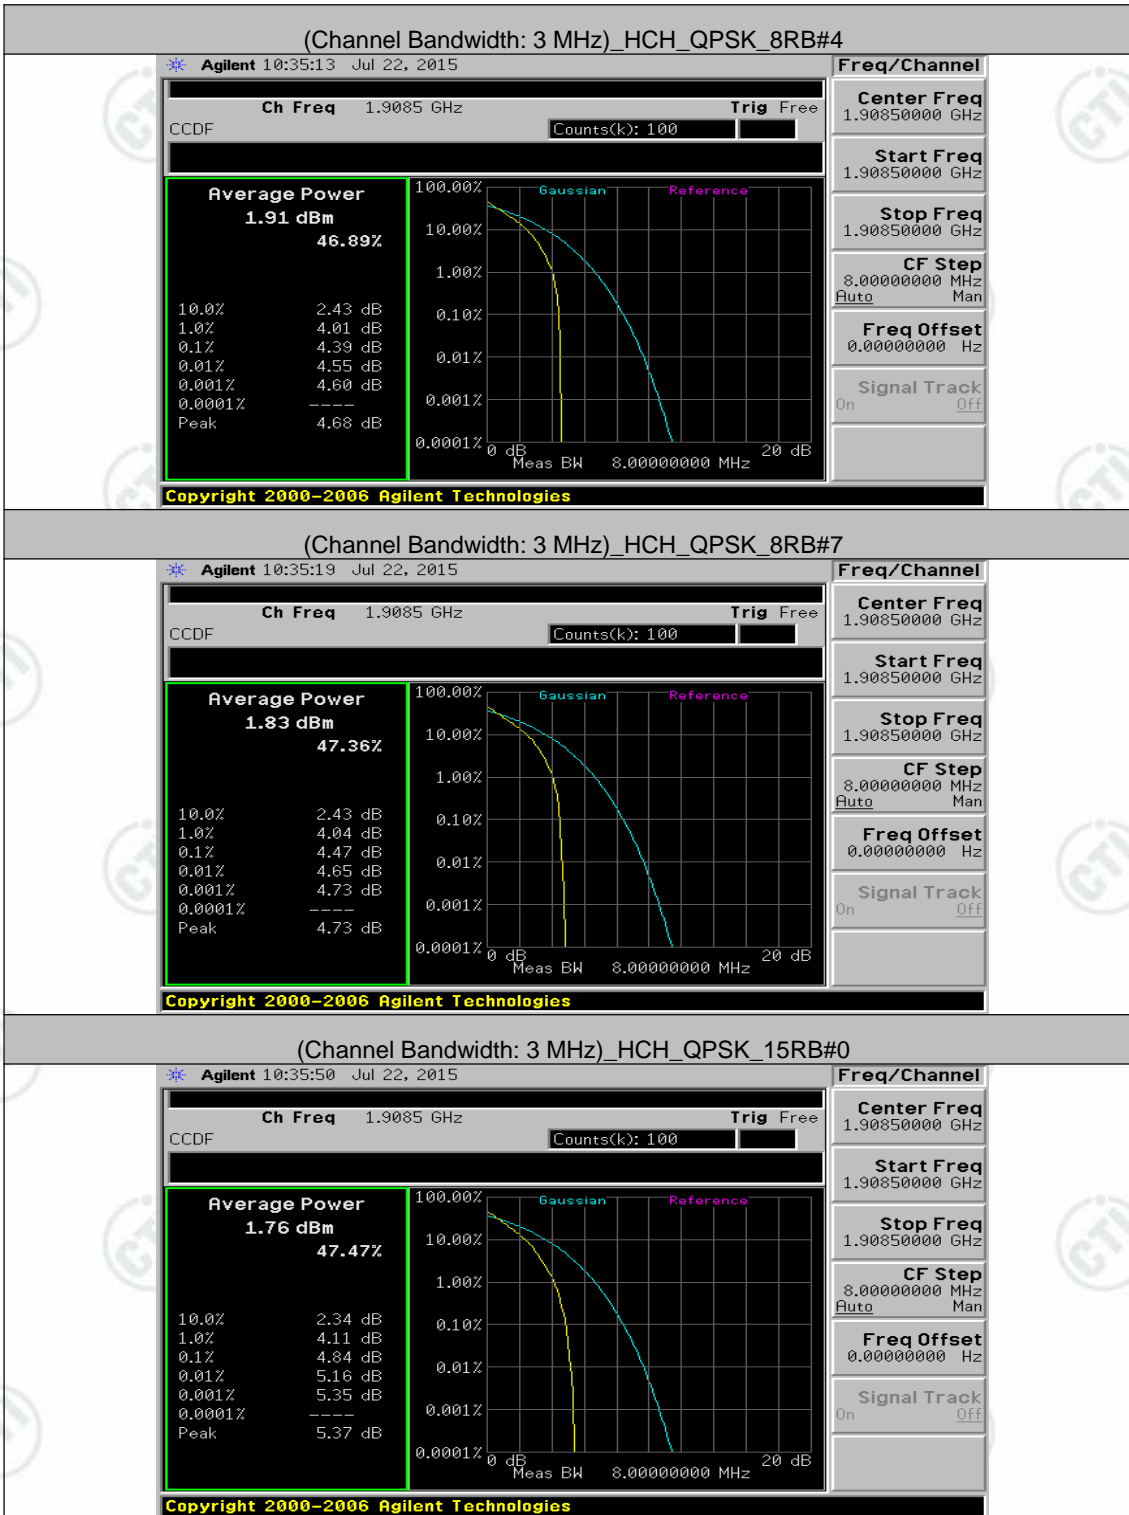 (Channel Bandwidth: 3 MHz)_HCH_QPSK_8RB#4
Agilent 10:35:13 Jul 22, 2015
Freq/Channel
Ch Freq 1.9085 GHz Trig Free
CCDF Counts(k): 100
Center Freq
1.90850000 GHz
Start Freq
1.90850000 GHz
Stop Freq
1.90850000 GHz
CF Step
8.00000000 MHz
Auto Man
Freq Offset
0.00000000 Hz
Signal Track
On Off
Average Power
1.91 dBm
46.89%
10.0% 2.43 dB
1.0% 4.01 dB
0.1% 4.39 dB
0.01% 4.55 dB
0.001% 4.60 dB
0.0001% ----
Peak 4.68 dB
Gaussian Reference
100.00%
10.00%
1.00%
0.10%
0.01%
0.001%
0.0001%
0 dB 20 dB
Meas BW 8.00000000 MHz
Copyright 2000-2006 Agilent Technologies
(Channel Bandwidth: 3 MHz)_HCH_QPSK_8RB#7
Agilent 10:35:19 Jul 22, 2015
Freq/Channel
Ch Freq 1.9085 GHz Trig Free
CCDF Counts(k): 100
Center Freq
1.90850000 GHz
Start Freq
1.90850000 GHz
Stop Freq
1.90850000 GHz
CF Step
8.00000000 MHz
Auto Man
Freq Offset
0.00000000 Hz
Signal Track
On Off
Average Power
1.83 dBm
47.36%
10.0% 2.43 dB
1.0% 4.04 dB
0.1% 4.47 dB
0.01% 4.65 dB
0.001% 4.73 dB
0.0001% ----
Peak 4.73 dB
Gaussian Reference
100.00%
10.00%
1.00%
0.10%
0.01%
0.001%
0.0001%
0 dB 20 dB
Meas BW 8.00000000 MHz
Copyright 2000-2006 Agilent Technologies
(Channel Bandwidth: 3 MHz)_HCH_QPSK_15RB#0
Agilent 10:35:50 Jul 22, 2015
Freq/Channel
Ch Freq 1.9085 GHz Trig Free
CCDF Counts(k): 100
Center Freq
1.90850000 GHz
Start Freq
1.90850000 GHz
Stop Freq
1.90850000 GHz
CF Step
8.00000000 MHz
Auto Man
Freq Offset
0.00000000 Hz
Signal Track
On Off
Average Power
1.76 dBm
47.47%
10.0% 2.34 dB
1.0% 4.11 dB
0.1% 4.84 dB
0.01% 5.16 dB
0.001% 5.35 dB
0.0001% ----
Peak 5.37 dB
Gaussian Reference
100.00%
10.00%
1.00%
0.10%
0.01%
0.001%
0.0001%
0 dB 20 dB
Meas BW 8.00000000 MHz
Copyright 2000-2006 Agilent Technologies